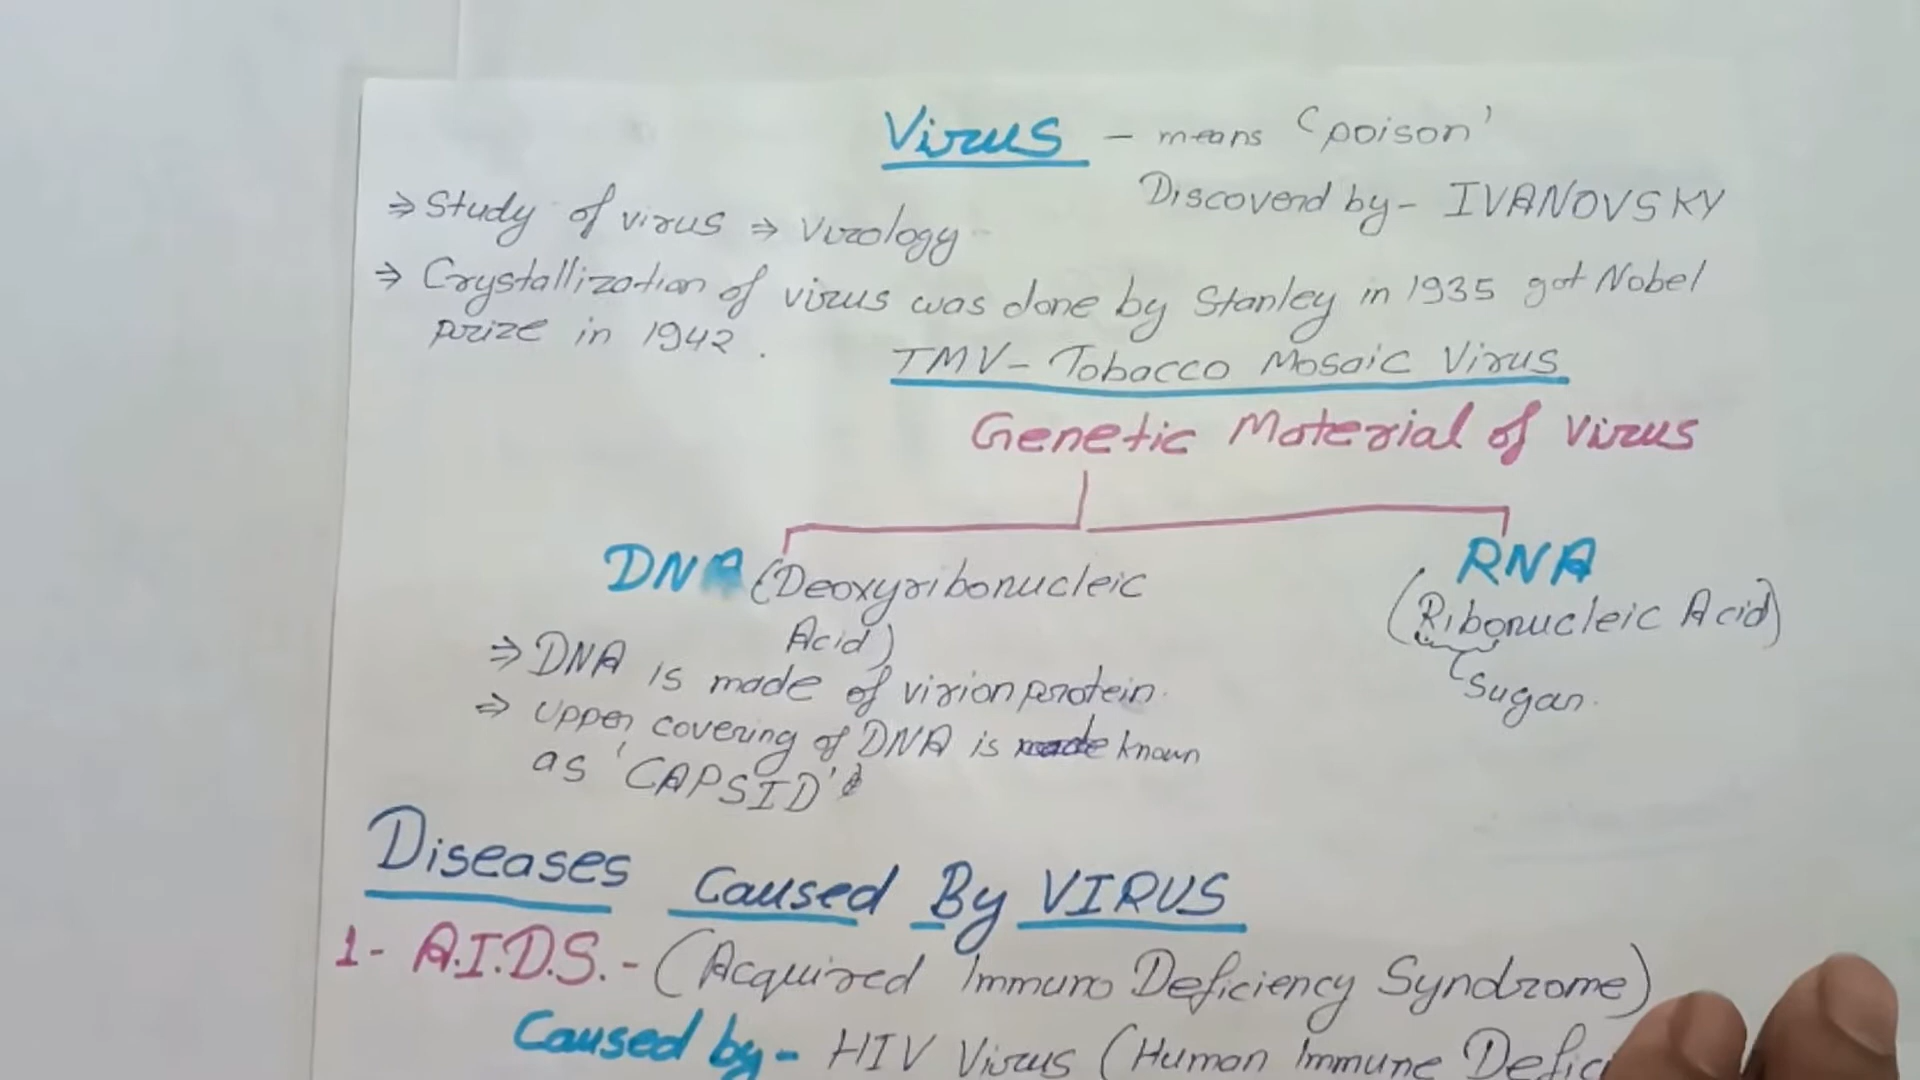 Virus - means 'poison'
Discoverd by - IVANOVSKY
⇒ Study of virus ⇒ Virology
⇒ Crystallization of virus was done by Stanley in 1935 got Nobel
prize in 1942.
TMV - Tobacco Mosaic Virus
Genetic Material of Virus
DNA (Deoxyribonucleic
Acid)
RNA
(Ribonucleic Acid)
Sugar.
⇒ DNA is made of virion protein.
⇒ Upper covering of DNA is known
as 'CAPSID'
Diseases Caused By VIRUS
1- A.I.D.S. - (Acquired Immuno Deficiency Syndrome)
Caused by - HIV Virus (Human Immune Defic